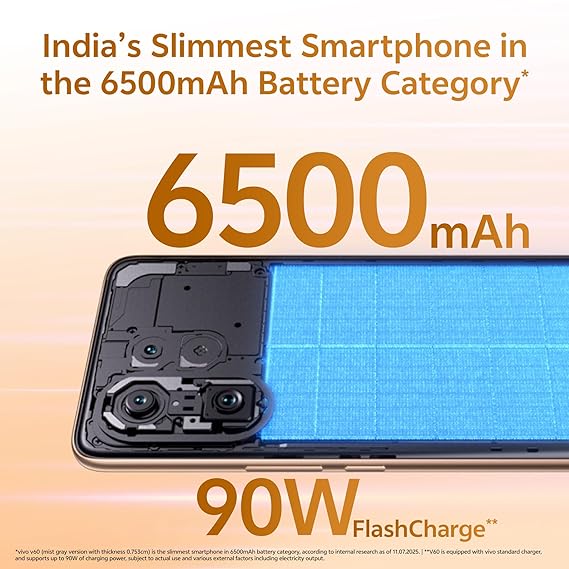 India's Slimmest Smartphone in
the 6500mAh Battery Category*
6500mAh
90W FlashCharge**
*vivo v60 (mist gray version with thickness 0.753cm) is the slimmest smartphone in 6500mAh battery category, according to internal research as of 11.07.2025. | **V60 is equipped with vivo standard charger,
and supports up to 90W of charging power, subject to actual use and various external factors including electricity output.